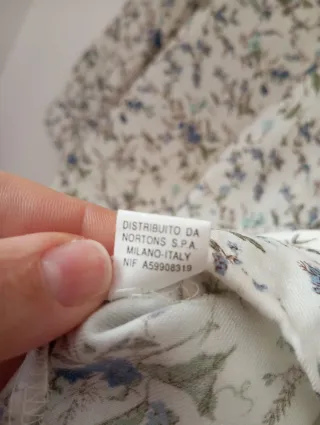 DISTRIBUITO DA
NORTONS S.P.A.
MILANO-ITALY
NIF A59908319